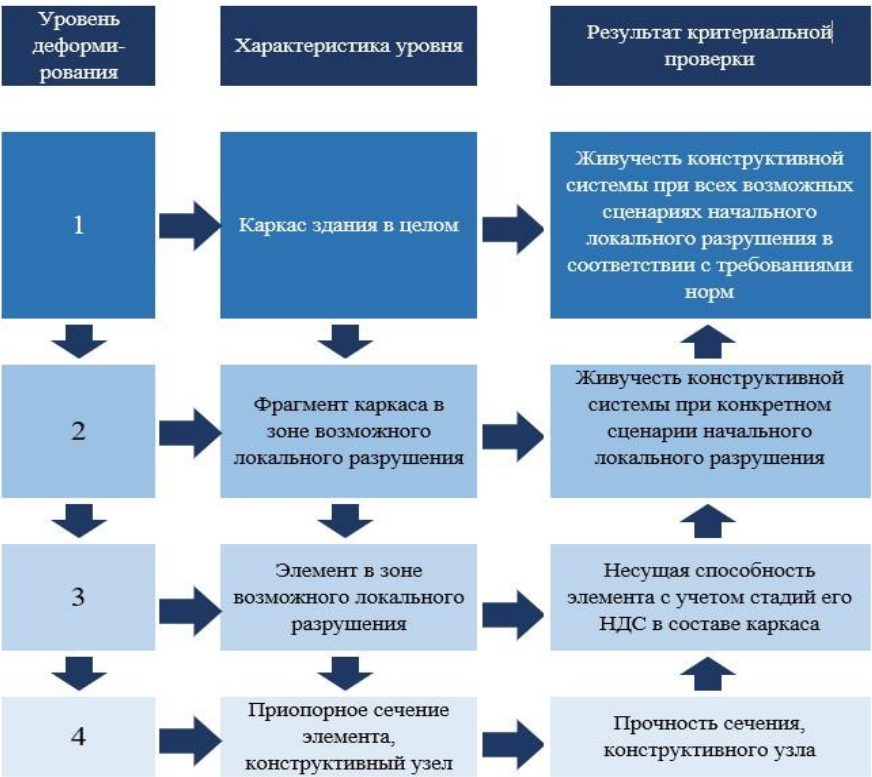 Уровень
деформи-
рования
Характеристика уровня
Результат критериальной
проверки
1
Каркас здания в целом
Живучесть конструктивной
системы при всех возможных
сценариях начального
локального разрушения в
соответствии с требованиями
норм
2
Фрагмент каркаса в
зоне возможного
локального разрушения
Живучесть конструктивной
системы при конкретном
сценарии начального
локального разрушения
3
Элемент в зоне
возможного локального
разрушения
Несущая способность
элемента с учетом стадий его
НДС в составе каркаса
4
Приопорное сечение
элемента,
конструктивный узел
Прочность сечения,
конструктивного узла